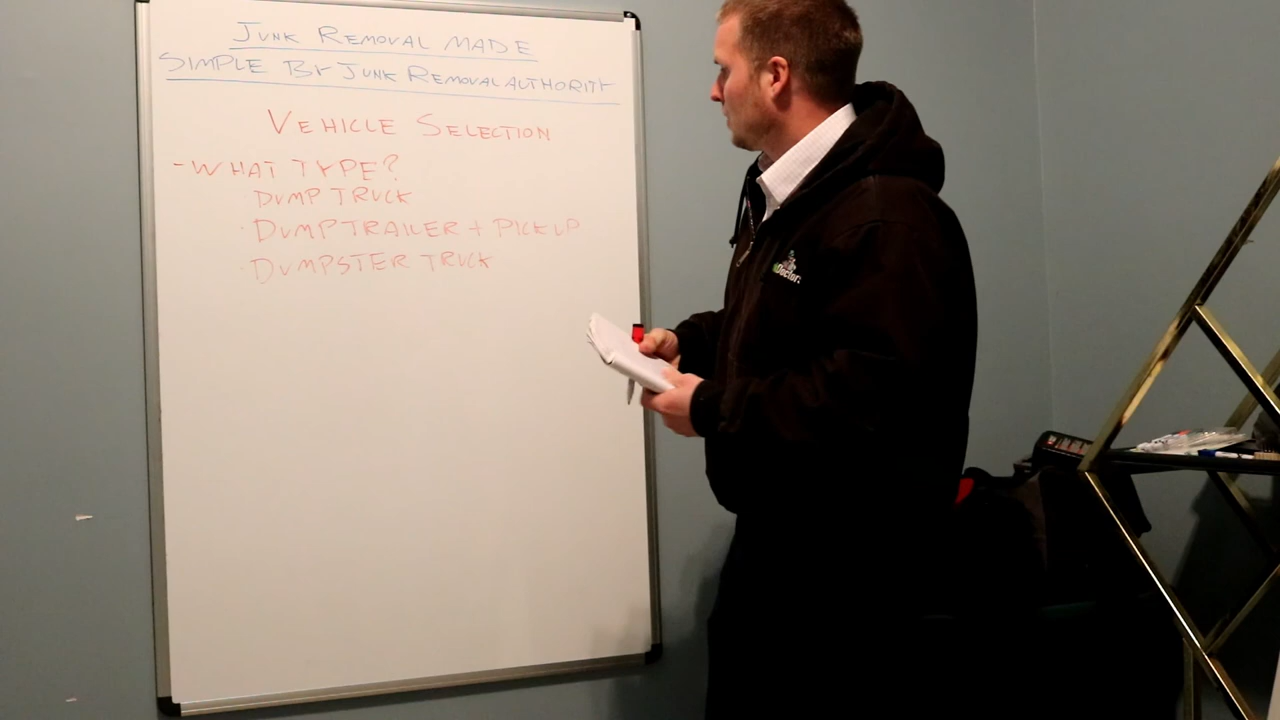 JUNK REMOVAL MADE
SIMPLE BY JUNK REMOVAL AUTHORITY
VEHICLE SELECTION
- WHAT TYPE?
DUMP TRUCK
· DUMPTRAILER + PICKUP
· DUMPSTER TRUCK